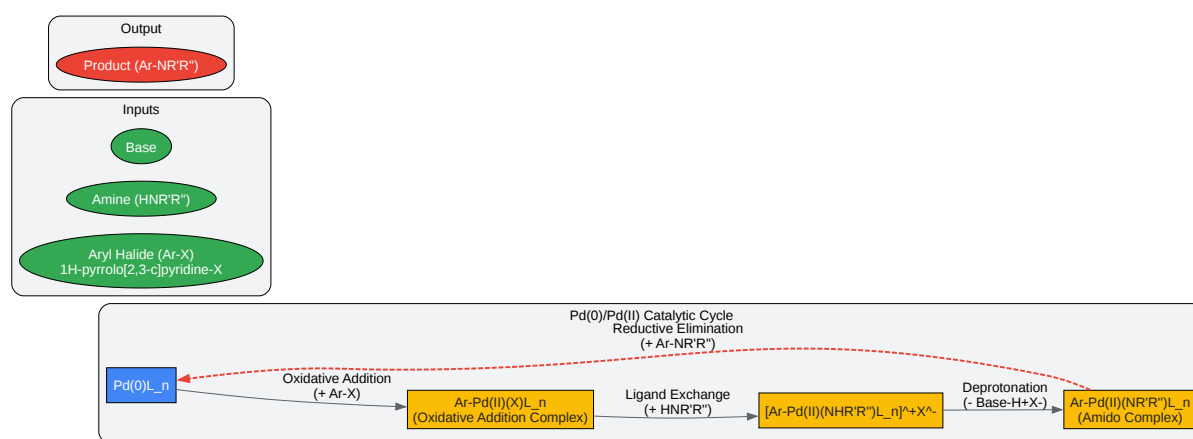 Output
Product (Ar-NR'R")
Inputs
Base
Amine (HNR'R")
Aryl Halide (Ar-X)
1H-pyrrolo[2,3-c]pyridine-X
Pd(0)/Pd(II) Catalytic Cycle
Reductive Elimination
(+ Ar-NR'R")
Pd(0)L_n
Oxidative Addition
(+ Ar-X)
Ar-Pd(II)(X)L_n
(Oxidative Addition Complex)
Ligand Exchange
(+ HNR'R")
[Ar-Pd(II)(NHR'R")L_n]^+X^-
Deprotonation
(- Base-H+X-)
Ar-Pd(II)(NR'R")L_n
(Amido Complex)